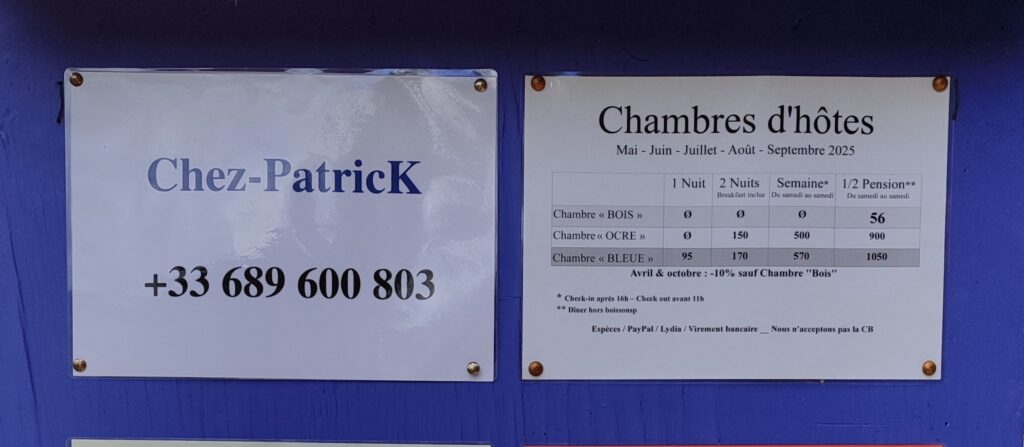 Chez-PatricK
+33 689 600 803
Chambres d'hôtes
Mai - Juin - Juillet - Août - Septembre 2025
1 Nuit 2 Nuits Semaine* 1/2 Pension**
Breakfast inclus Du samedi au samedi Du samedi au samedi
Chambre « BOIS » Ø Ø Ø 56
Chambre « OCRE » Ø 150 500 900
Chambre « BLEUE » 95 170 570 1050
Avril & octobre : -10% sauf Chambre "Bois"
* Check-in après 16h – Check out avant 11h
** Dîner hors boissonsp
Espèces / PayPal / Lydia / Virement bancaire __ Nous n'acceptons pas la CB